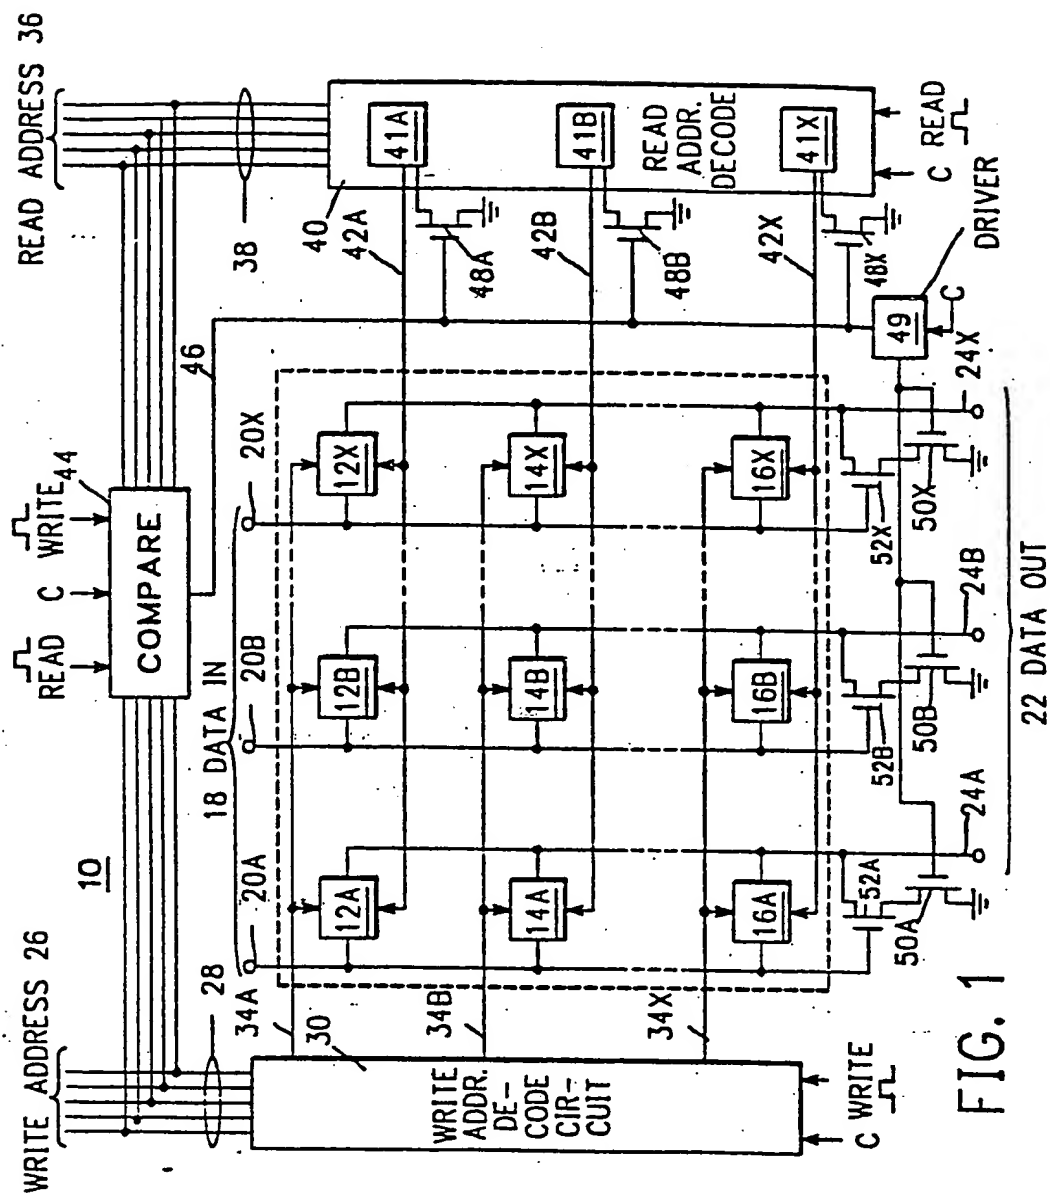 WRITE ADDRESS 26
READ ADDRESS 36
10
READ C WRITE
44
COMPARE
28
38
18 DATA IN
46
20A
20B
20X
34A
30
40
42A
12A
12B
12X
41A
48A
34B
14A
14B
14X
42B
41B
48B
WRITE
ADDR.
DE-
CODE
CIR-
CUIT
READ
ADDR.
DECODE
34X
16A
16B
16X
42X
41X
48X
C WRITE
C READ
52A
52B
52X
49
C
DRIVER
50A
50B
50X
24A
24B
24X
22 DATA OUT
FIG. 1